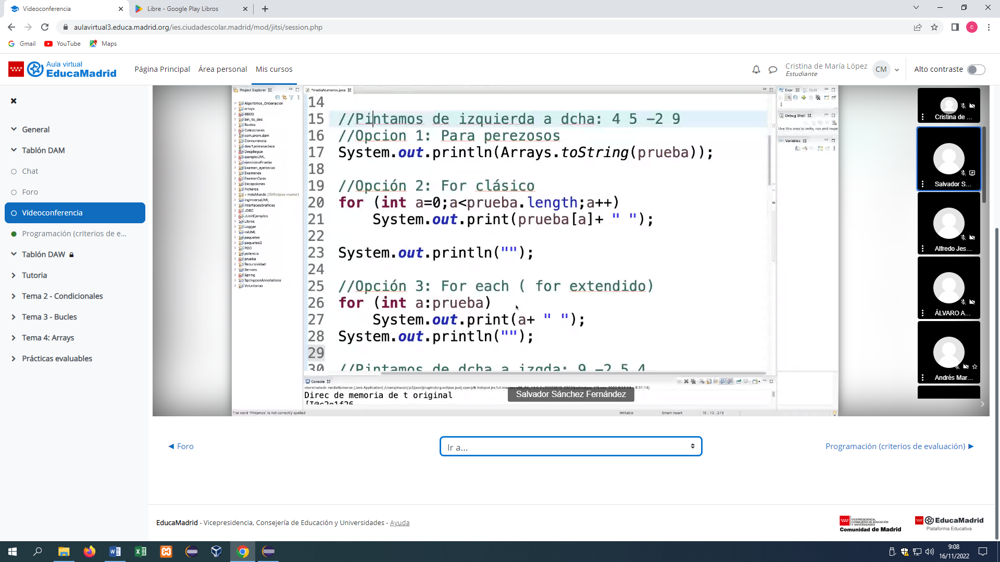 Videoconferencia
Libre - Google Play Libros
aulavirtual3.educa.madrid.org/ies.ciudadescolar.madrid/mod/jitsi/session.php
C
Gmail
YouTube
Maps
Aula virtual
EducaMadrid
Página Principal
Área personal
Mis cursos
Cristina de María López
Estudiante
CM
Alto contraste
General
Tablón DAM
Chat
Foro
Videoconferencia
Programación (criterios de e...
Tablón DAW
Tutoria
Tema 2 - Condicionales
Tema 3 - Bucles
Tema 4: Arrays
Prácticas evaluables
Project Explorer
Algoritmos_Ordenacion
arrays
BBDD
bin_to_dec
Bucles
Colecciones
com.prom.dam
Concurrencia
daw1primeraclase
Despliegue
ejemploUML
ejerciciosPrueba
Examen_ejercicios
Examenes
ExamenOpos
Excepciones
Ficheros
> HolaMundo [GitEclipse master]
ingInversaUML
InterfacesGraficos
JDBC
JUnitEjemplos
Libros
Logger
miUML
paquetes
paquetes2
POO
potencia
prueba
Recursividad
Servers
Spring
SpringconAnnotations
Voluntarias
*mediaNumeros.java
14
15 //Pintamos de izquierda a dcha: 4 5 -2 9
16 //Opcion 1: Para perezosos
17 System.out.println(Arrays.toString(prueba));
18
19 //Opción 2: For clásico
20 for (int a=0;a<prueba.length;a++)
21 System.out.print(prueba[a]+ " ");
22
23 System.out.println("");
24
25 //Opción 3: For each ( for extendido)
26 for (int a:prueba)
27 System.out.print(a+ " ");
28 System.out.println("");
29
30 //Pintamos de dcha a izqda: 9 -2 5 4
Expr
Outli
Debug Shell
Use this area to write, run and inspe
Variables
Console
Direc de memoria de t original
Salvador Sánchez Fernández
The word 'Pintamos' is not correctly spelled
Writable
Smart Insert
15 : 13 : 216
Cristina de ...
Salvador S...
Alfredo Jes...
ÁLVARO A...
Andrés Mar...
◀ Foro
Ir a...
Programación (criterios de evaluación) ▶
EducaMadrid - Vicepresidencia, Consejería de Educación y Universidades - Ayuda
VICEPRESIDENCIA,
CONSEJERÍA DE EDUCACIÓN
Y UNIVERSIDADES
Comunidad de Madrid
EducaMadrid
Plataforma Educativa
9:08
16/11/2022